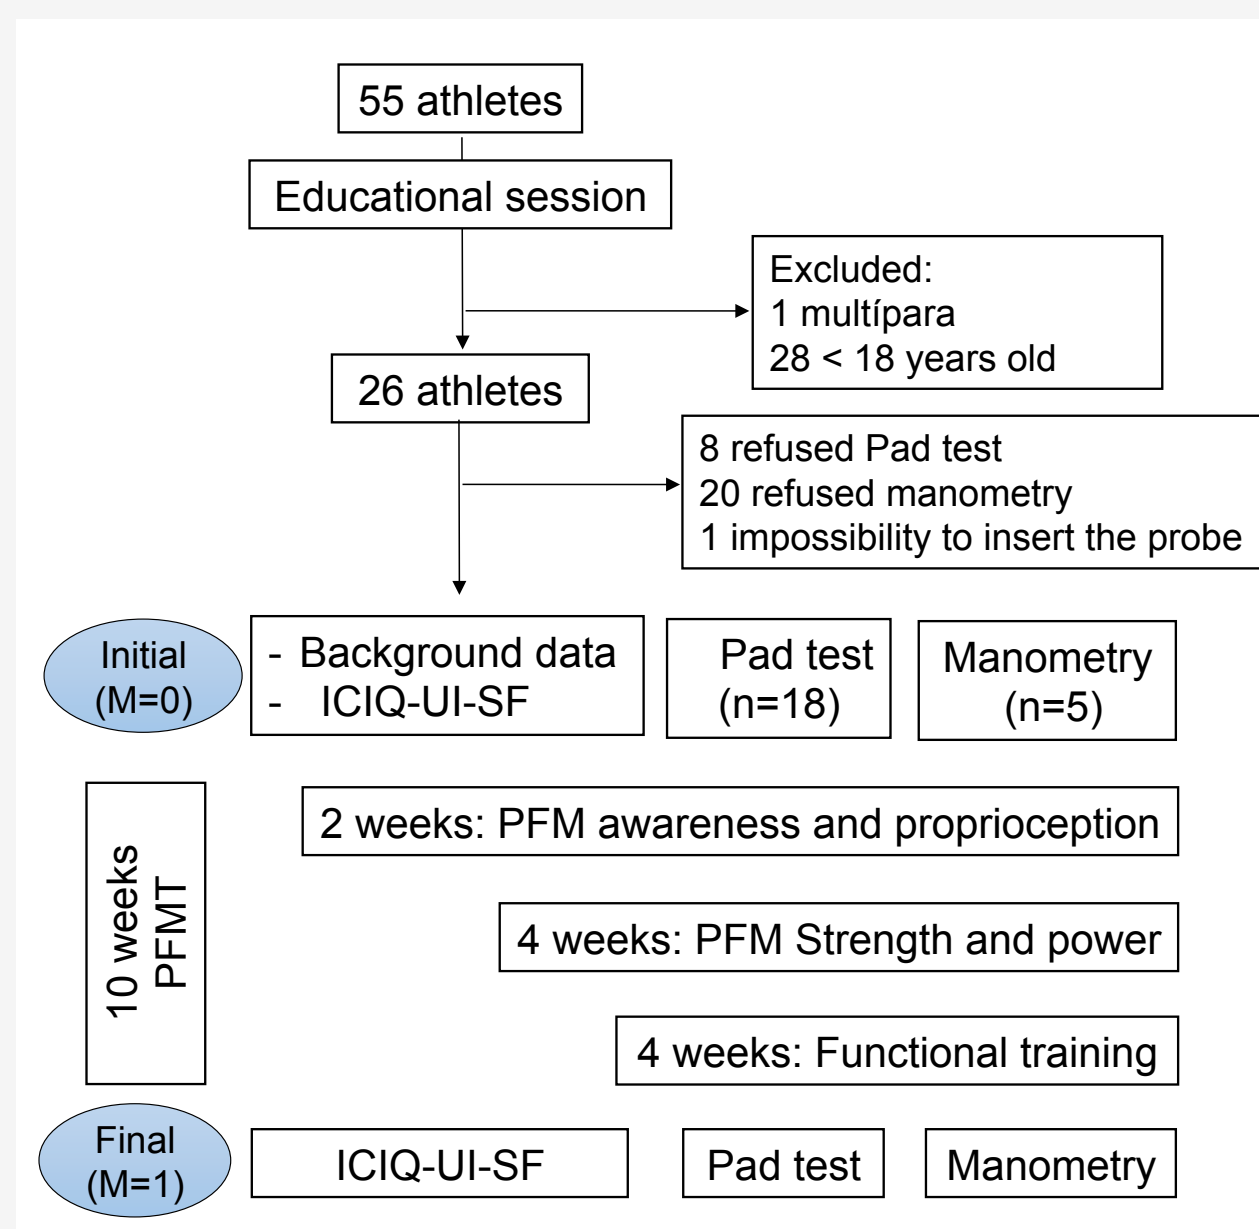 55 athletes
Educational session
Excluded:
1 multípara
28 < 18 years old
26 athletes
8 refused Pad test
20 refused manometry
1 impossibility to insert the probe
Initial
(M=0)
- Background data
- ICIQ-UI-SF
Pad test
(n=18)
Manometry
(n=5)
10 weeks
PFMT
2 weeks: PFM awareness and proprioception
4 weeks: PFM Strength and power
4 weeks: Functional training
Final
(M=1)
ICIQ-UI-SF
Pad test
Manometry